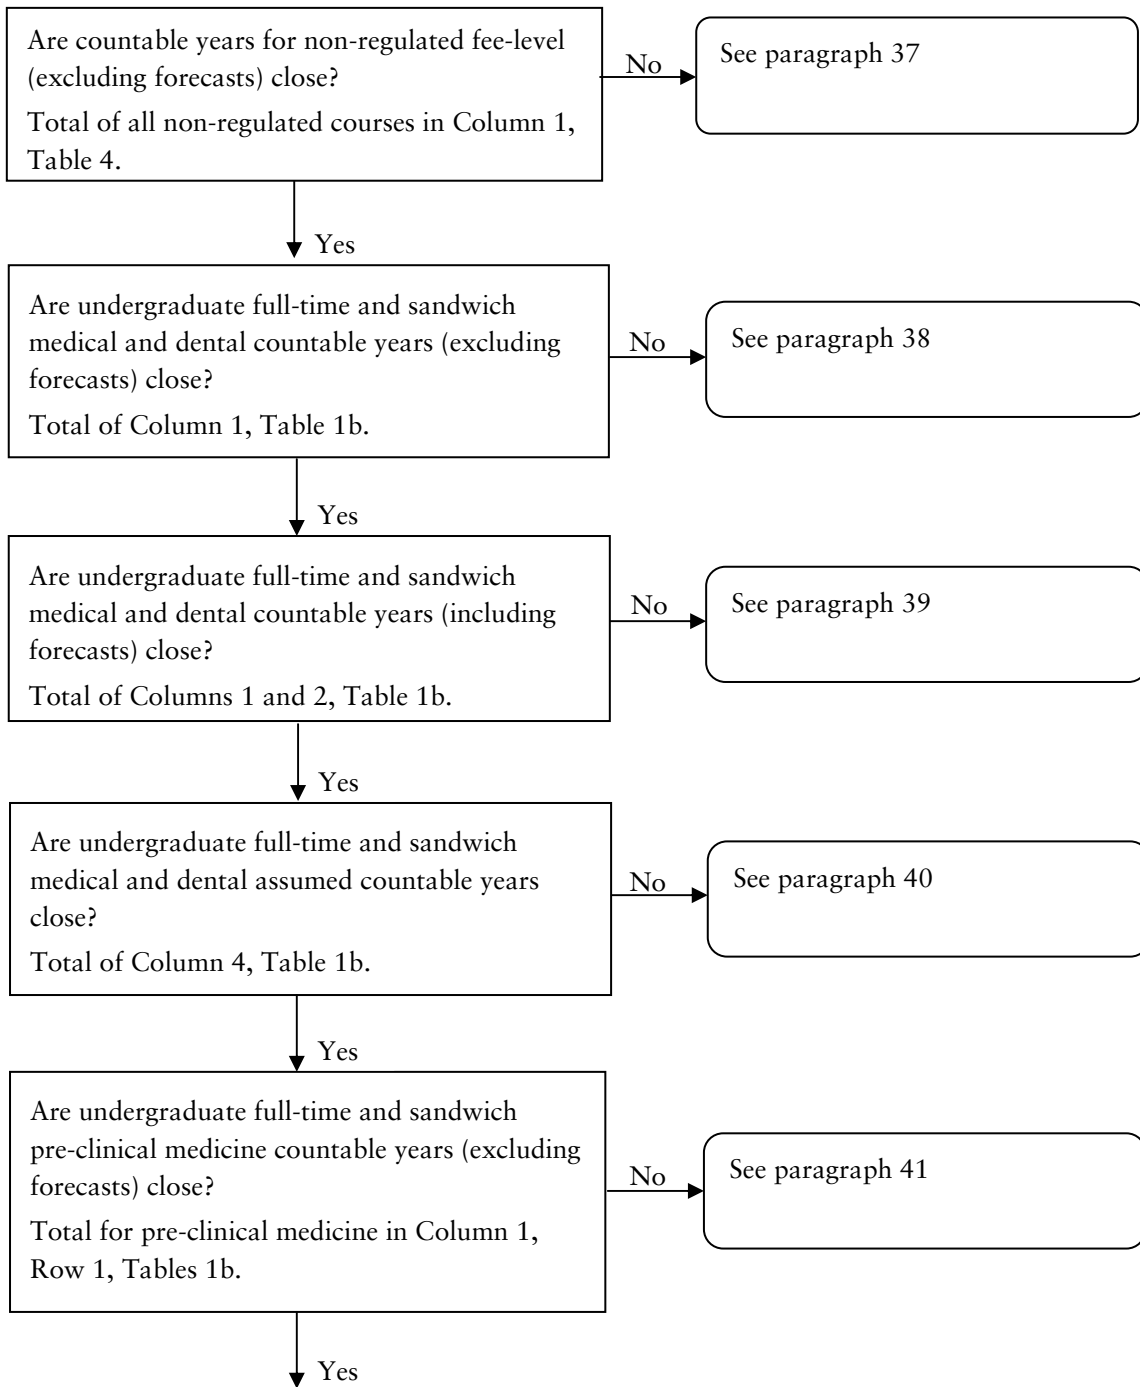 Are countable years for non-regulated fee-level
(excluding forecasts) close?
Total of all non-regulated courses in Column 1,
Table 4.
No
See paragraph 37
Yes
Are undergraduate full-time and sandwich
medical and dental countable years (excluding
forecasts) close?
Total of Column 1, Table 1b.
No
See paragraph 38
Yes
Are undergraduate full-time and sandwich
medical and dental countable years (including
forecasts) close?
Total of Columns 1 and 2, Table 1b.
No
See paragraph 39
Yes
Are undergraduate full-time and sandwich
medical and dental assumed countable years
close?
Total of Column 4, Table 1b.
No
See paragraph 40
Yes
Are undergraduate full-time and sandwich
pre-clinical medicine countable years (excluding
forecasts) close?
Total for pre-clinical medicine in Column 1,
Row 1, Tables 1b.
No
See paragraph 41
Yes